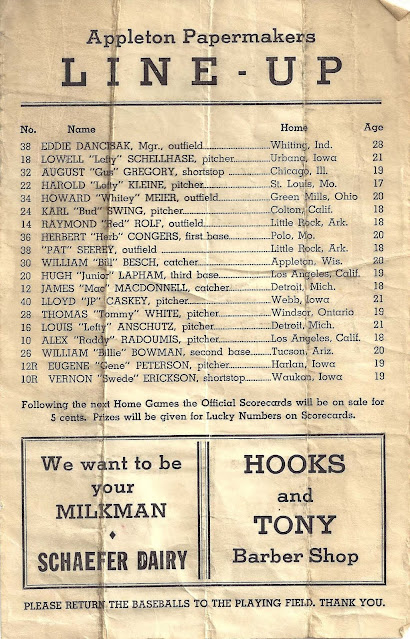 Appleton Papermakers
LINE-UP
No. Name Home Age
38 EDDIE DANCISAK, Mgr., outfield Whiting, Ind. 28
18 LOWELL "Lefty" SCHELLHASE, pitcher Urbana, Iowa 21
32 AUGUST "Gus" GREGORY, shortstop Chicago, Ill. 19
22 HAROLD "Lefty" KLEINE, pitcher St. Louis, Mo. 17
34 HOWARD "Whitey" MEIER, outfield Green Mills, Ohio 20
24 KARL "Bud" SWING, pitcher Colton, Calif. 18
14 RAYMOND "Red" ROLF, outfield Little Rock, Ark. 18
36 HERBERT "Herb" CONGERS, first base Polo, Mo. 20
38 "PAT" SEEREY, outfield Little Rock, Ark. 18
30 WILLIAM "Bill" BESCH, catcher Appleton, Wis. 20
20 HUGH "Junior" LAPHAM, third base Los Angeles, Calif. 19
12 JAMES "Mac" MACDONNELL, catcher Detroit, Mich. 18
40 LLOYD "JP" CASKEY, pitcher Webb, Iowa 21
28 THOMAS "Tommy" WHITE, pitcher Windsor, Ontario 19
16 LOUIS "Lefty" ANSCHUTZ, pitcher Detroit, Mich. 21
10 ALEX "Raddy" RADOUMIS, pitcher Los Angeles, Calif. 18
26 WILLIAM "Billie" BOWMAN, second base Tucson, Ariz. 20
12R EUGENE "Gene" PETERSON, pitcher Harlan, Iowa 19
10R VERNON "Swede" ERICKSON, shortstop Waukon, Iowa 19
Following the next Home Games the Official Scorecards will be on sale for
5 cents. Prizes will be given for Lucky Numbers on Scorecards.
We want to be
your
MILKMAN
SCHAEFER DAIRY
HOOKS
and
TONY
Barber Shop
PLEASE RETURN THE BASEBALLS TO THE PLAYING FIELD. THANK YOU.